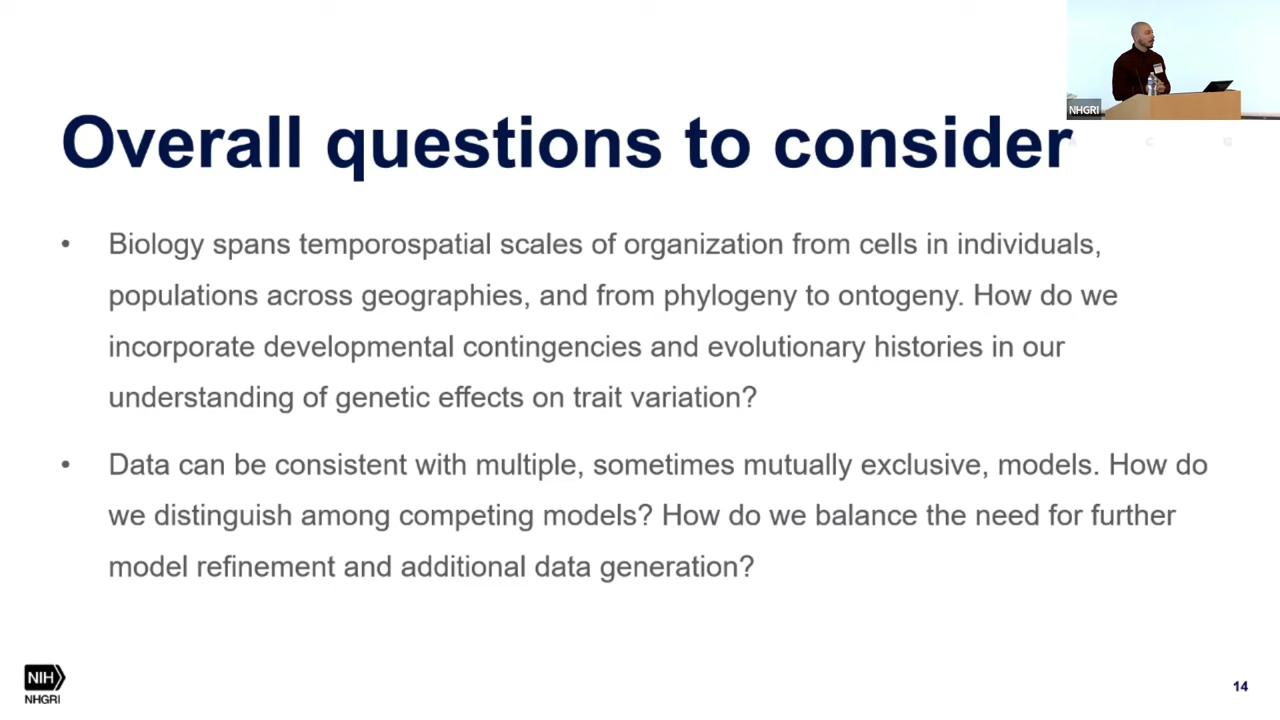 NHGRI
Overall questions to consider
• Biology spans temporospatial scales of organization from cells in individuals,
populations across geographies, and from phylogeny to ontogeny. How do we
incorporate developmental contingencies and evolutionary histories in our
understanding of genetic effects on trait variation?
• Data can be consistent with multiple, sometimes mutually exclusive, models. How do
we distinguish among competing models? How do we balance the need for further
model refinement and additional data generation?
NIH
NHGRI
14